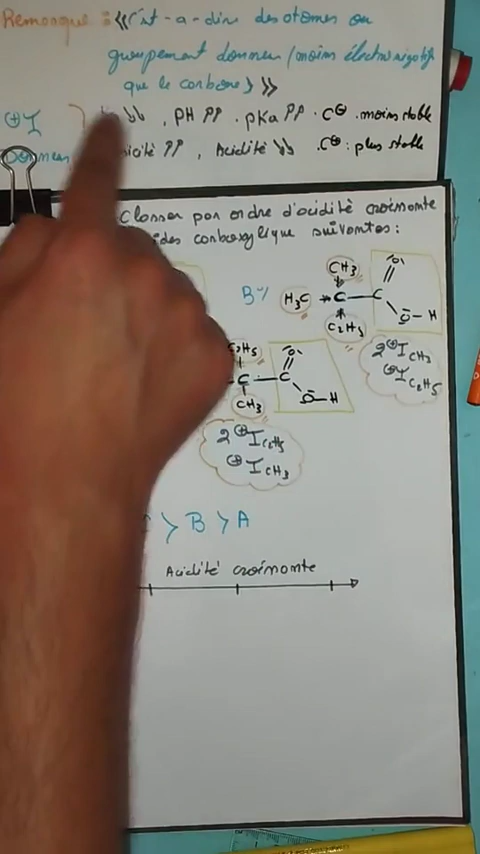 Remarque : «C'est-a-dire des atomes ou
groupement donneur (moins électronégatif
que le carbone)»
⊕I ↓↓, PH ↑↑. pKa ↑↑. C⊖. moins stable
↑↑, Acidité ↓↓ .C⊕: plus stable
Classer par ordre d'acidité croissante
carboxylique suivantes:
B/
CH3
H3C C C O
O-H
C2H5
2⊕I CH3
⊕I C2H5
C2H5
C C O
O-H
CH3
2⊕I C2H5
⊕I CH3
> B > A
Acidité croissante